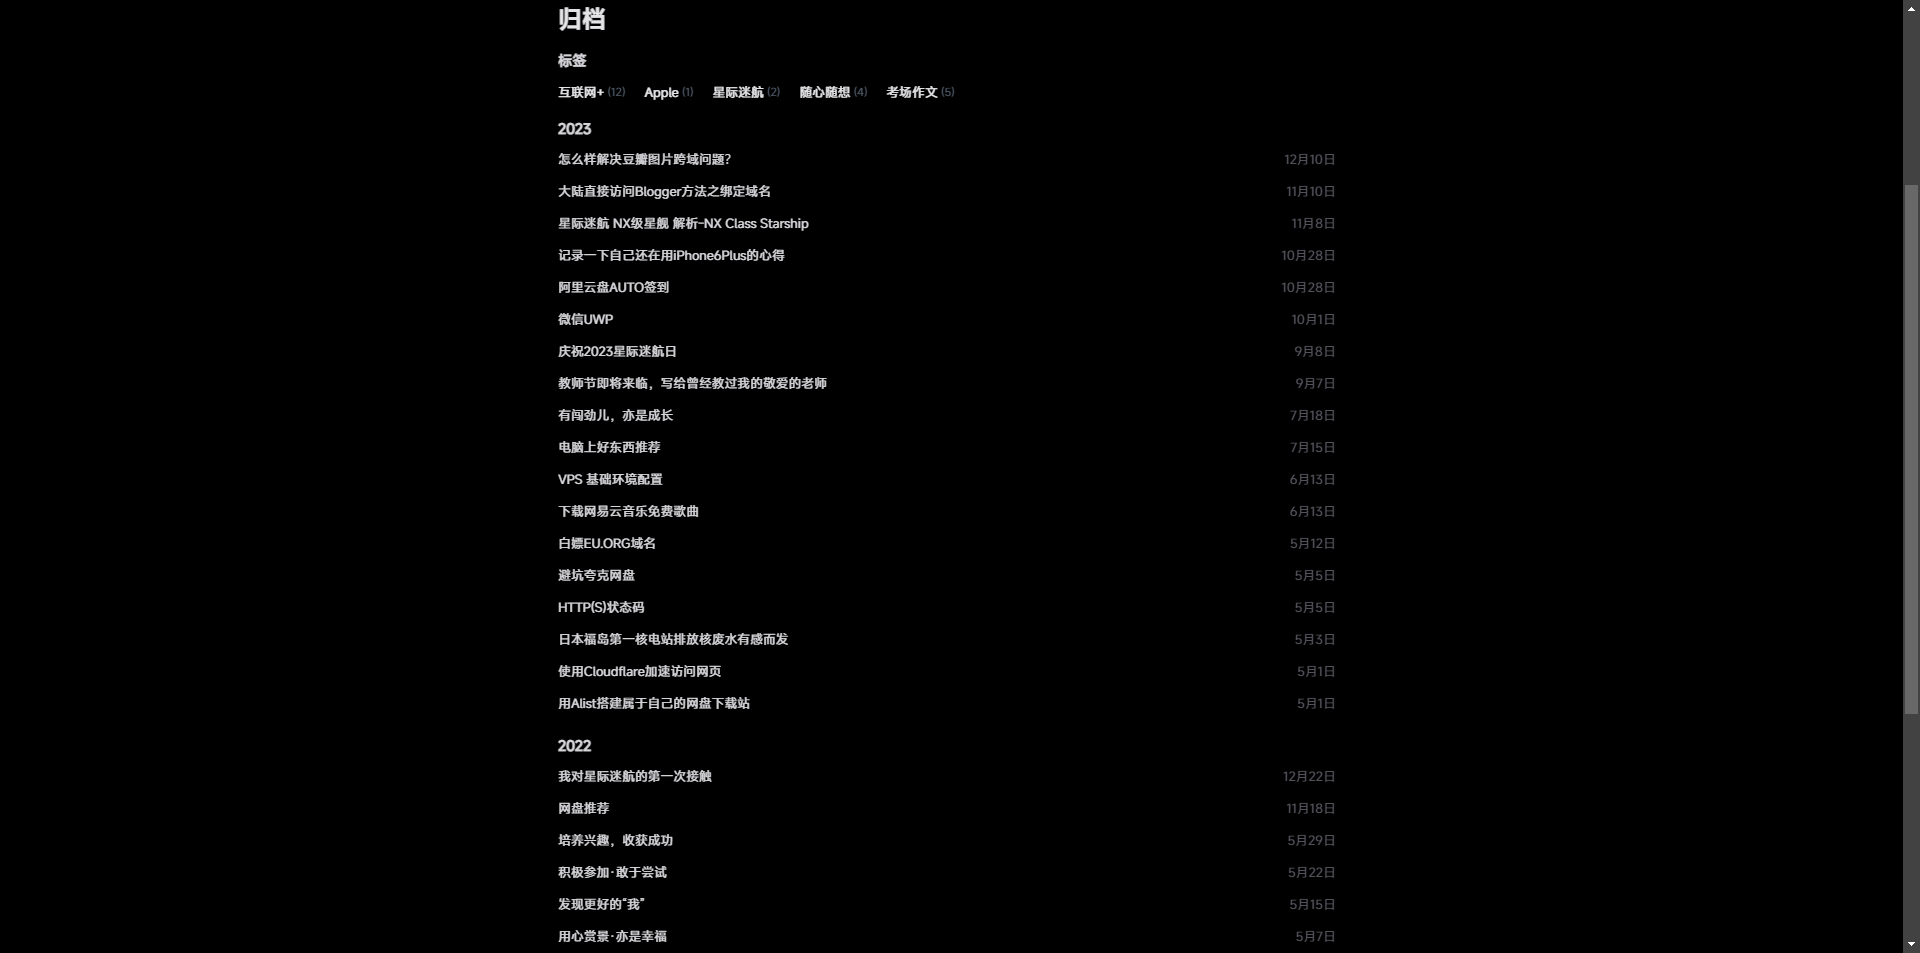 归档
标签
互联网+ (12) Apple (1) 星际迷航 (2) 随心随想 (4) 考场作文 (5)
2023
怎么样解决豆瓣图片跨域问题? 12月10日
大陆直接访问Blogger方法之绑定域名 11月10日
星际迷航 NX级星舰 解析-NX Class Starship 11月8日
记录一下自己还在用iPhone6Plus的心得 10月28日
阿里云盘AUTO签到 10月28日
微信UWP 10月1日
庆祝2023星际迷航日 9月8日
教师节即将来临，写给曾经教过我的敬爱的老师 9月7日
有闯劲儿，亦是成长 7月18日
电脑上好东西推荐 7月15日
VPS 基础环境配置 6月13日
下载网易云音乐免费歌曲 6月13日
白嫖EU.ORG域名 5月12日
避坑夸克网盘 5月5日
HTTP(S)状态码 5月5日
日本福岛第一核电站排放核废水有感而发 5月3日
使用Cloudflare加速访问网页 5月1日
用Alist搭建属于自己的网盘下载站 5月1日
2022
我对星际迷航的第一次接触 12月22日
网盘推荐 11月18日
培养兴趣，收获成功 5月29日
积极参加·敢于尝试 5月22日
发现更好的“我” 5月15日
用心赏景·亦是幸福 5月7日